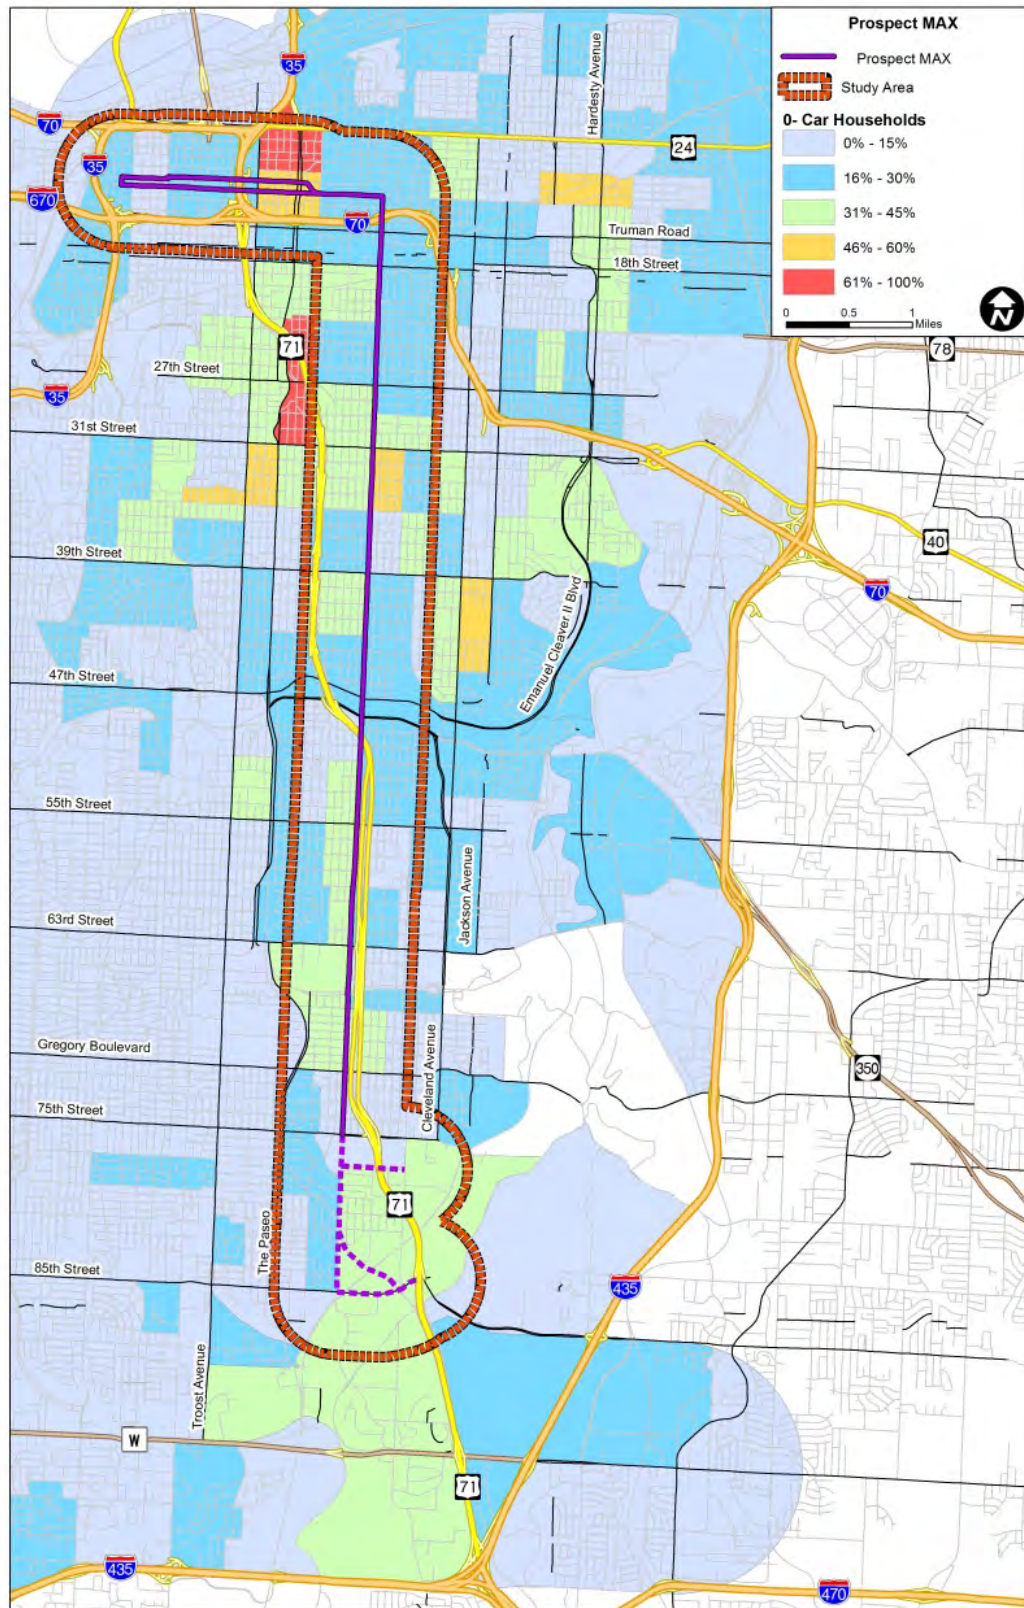 Prospect MAX
Prospect MAX
Study Area
0- Car Households
0% - 15%
16% - 30%
31% - 45%
46% - 60%
61% - 100%
0 0.5 1
Miles
N
35
Hardesty Avenue
70
24
35
670
70
Truman Road
18th Street
71
27th Street
78
35
31st Street
40
39th Street
70
Emanuel Cleaver II Blvd
47th Street
55th Street
Jackson Avenue
63rd Street
Gregory Boulevard
Cleveland Avenue
350
75th Street
71
The Paseo
85th Street
435
Troost Avenue
W
71
435
470